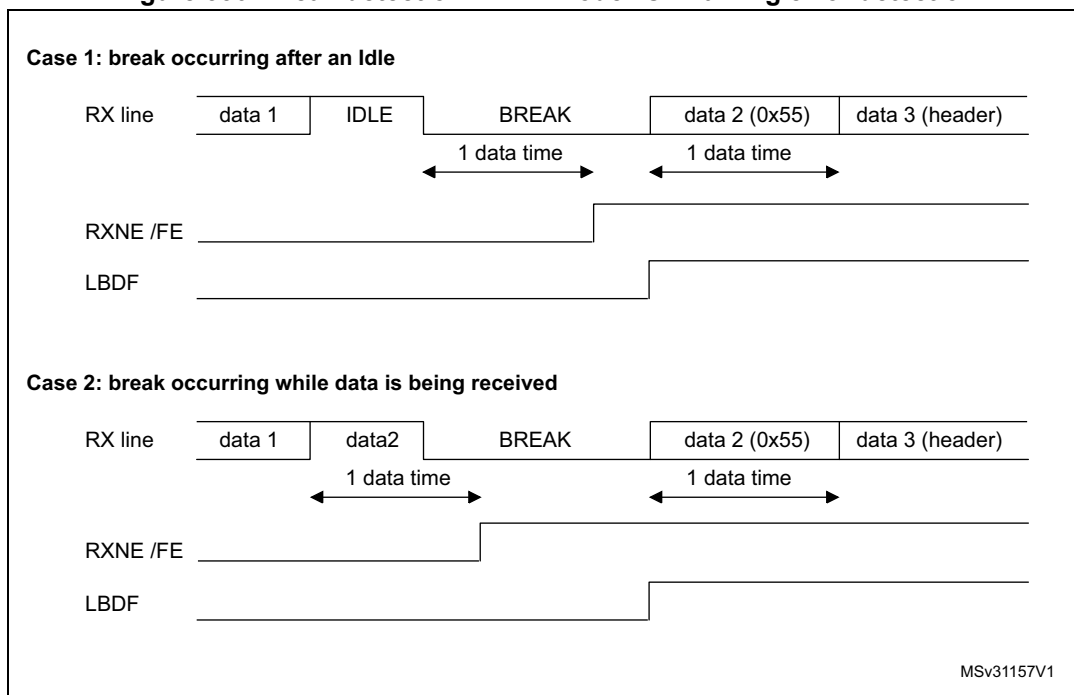 Case 1: break occurring after an Idle
RX line data 1 IDLE BREAK data 2 (0x55) data 3 (header)
1 data time 1 data time
RXNE /FE
LBDF
Case 2: break occurring while data is being received
RX line data 1 data2 BREAK data 2 (0x55) data 3 (header)
1 data time 1 data time
RXNE /FE
LBDF
MSv31157V1